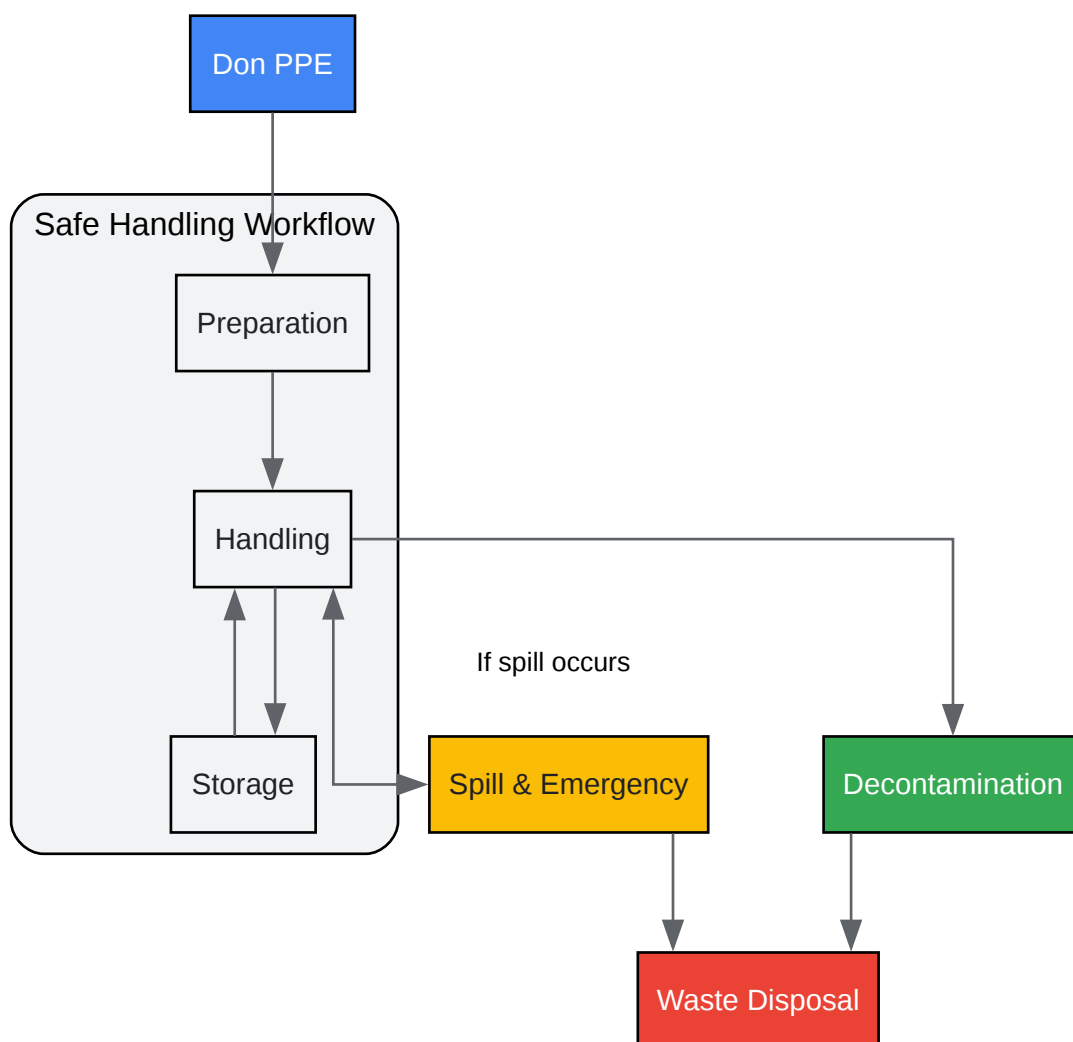 Don PPE
Safe Handling Workflow
Preparation
Handling
If spill occurs
Storage
Spill & Emergency
Decontamination
Waste Disposal